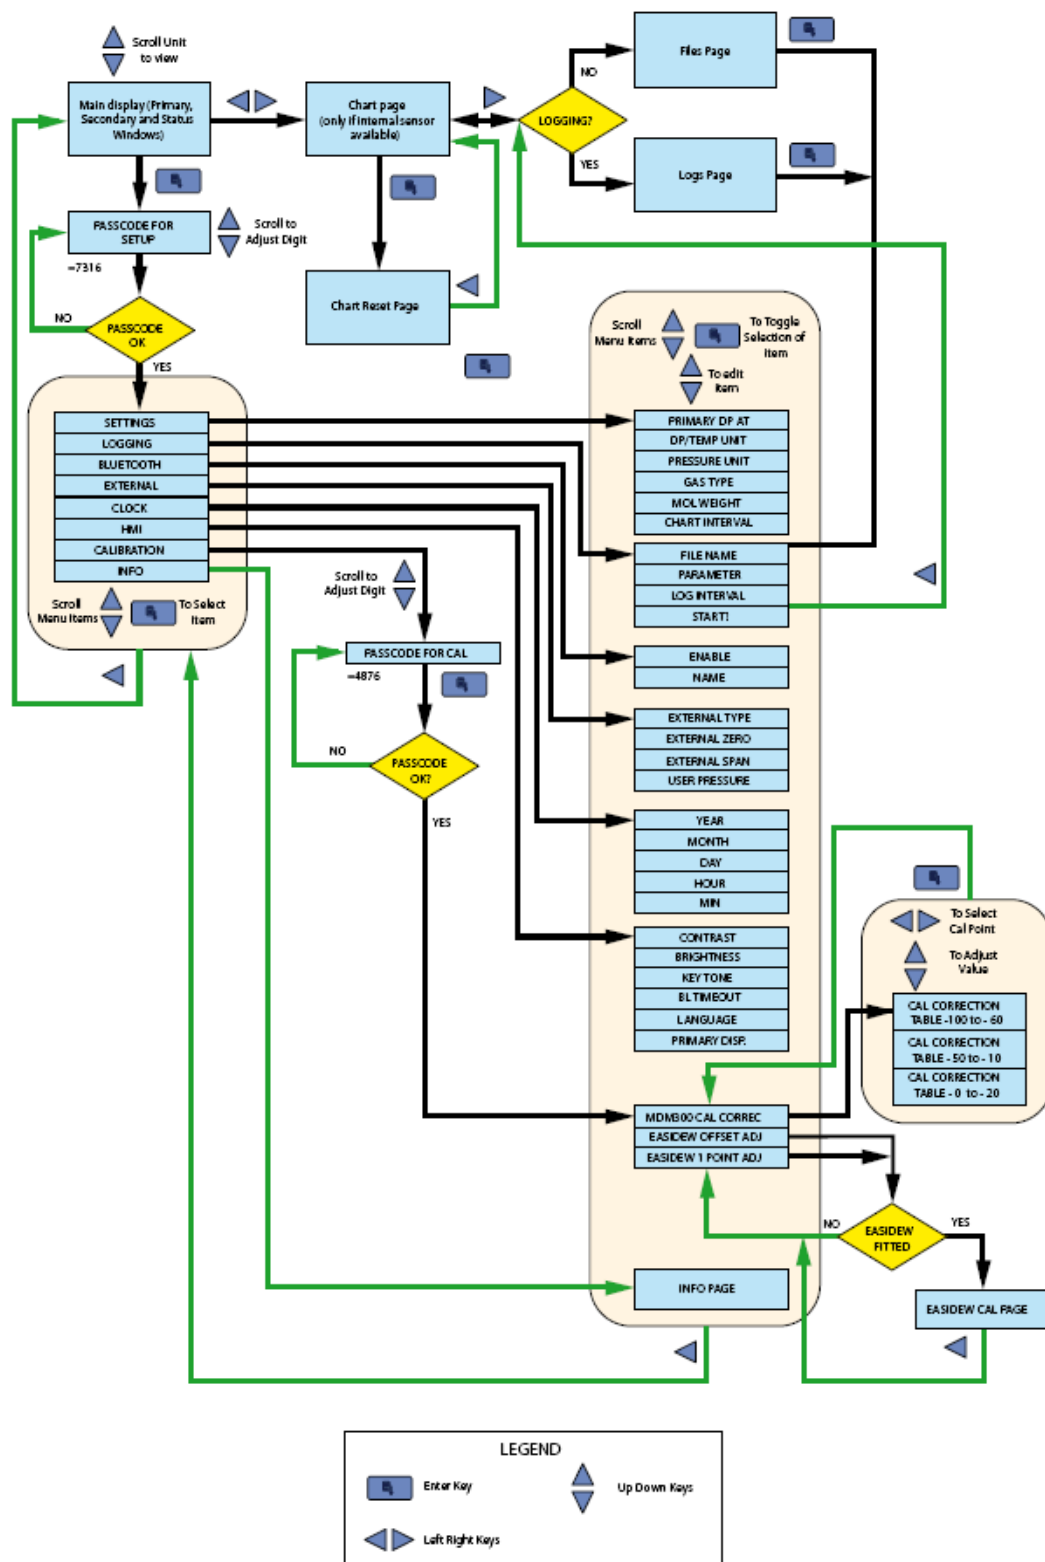 Scroll Unit
to view
Main display (Primary,
Secondary and Status
Windows)
Chart page
(only if internal sensor
available)
LOGGING?
NO
YES
Files Page
Logs Page
PASSCODE FOR
SETUP
Scroll to
Adjust Digit
=7316
NO
PASSCODE
OK
YES
Chart Reset Page
SETTINGS
LOGGING
BLUETOOTH
EXTERNAL
CLOCK
HMI
CALIBRATION
INFO
Scroll
Menu Items
To Select
Item
Scroll to
Adjust Digit
PASSCODE FOR CAL
=4876
NO
PASSCODE
OK?
YES
Scroll
Menu Items
To Toggle
Selection of
Item
To edit
Item
PRIMARY DP AT
DP/TEMP UNIT
PRESSURE UNIT
GAS TYPE
MOL WEIGHT
CHART INTERVAL
FILE NAME
PARAMETER
LOG INTERVAL
START!
ENABLE
NAME
EXTERNAL TYPE
EXTERNAL ZERO
EXTERNAL SPAN
USER PRESSURE
YEAR
MONTH
DAY
HOUR
MIN
CONTRAST
BRIGHTNESS
KEY TONE
BL TIMEOUT
LANGUAGE
PRIMARY DISP.
MDM300 CAL CORREC
EASIDEW OFFSET ADJ
EASIDEW 1 POINT ADJ
INFO PAGE
To Select
Cal Point
To Adjust
Value
CAL CORRECTION
TABLE -100 to - 60
CAL CORRECTION
TABLE - 50 to - 10
CAL CORRECTION
TABLE - 0 to - 20
NO
EASIDEW
FITTED
YES
EASIDEW CAL PAGE
LEGEND
Enter Key
Up Down Keys
Left Right Keys